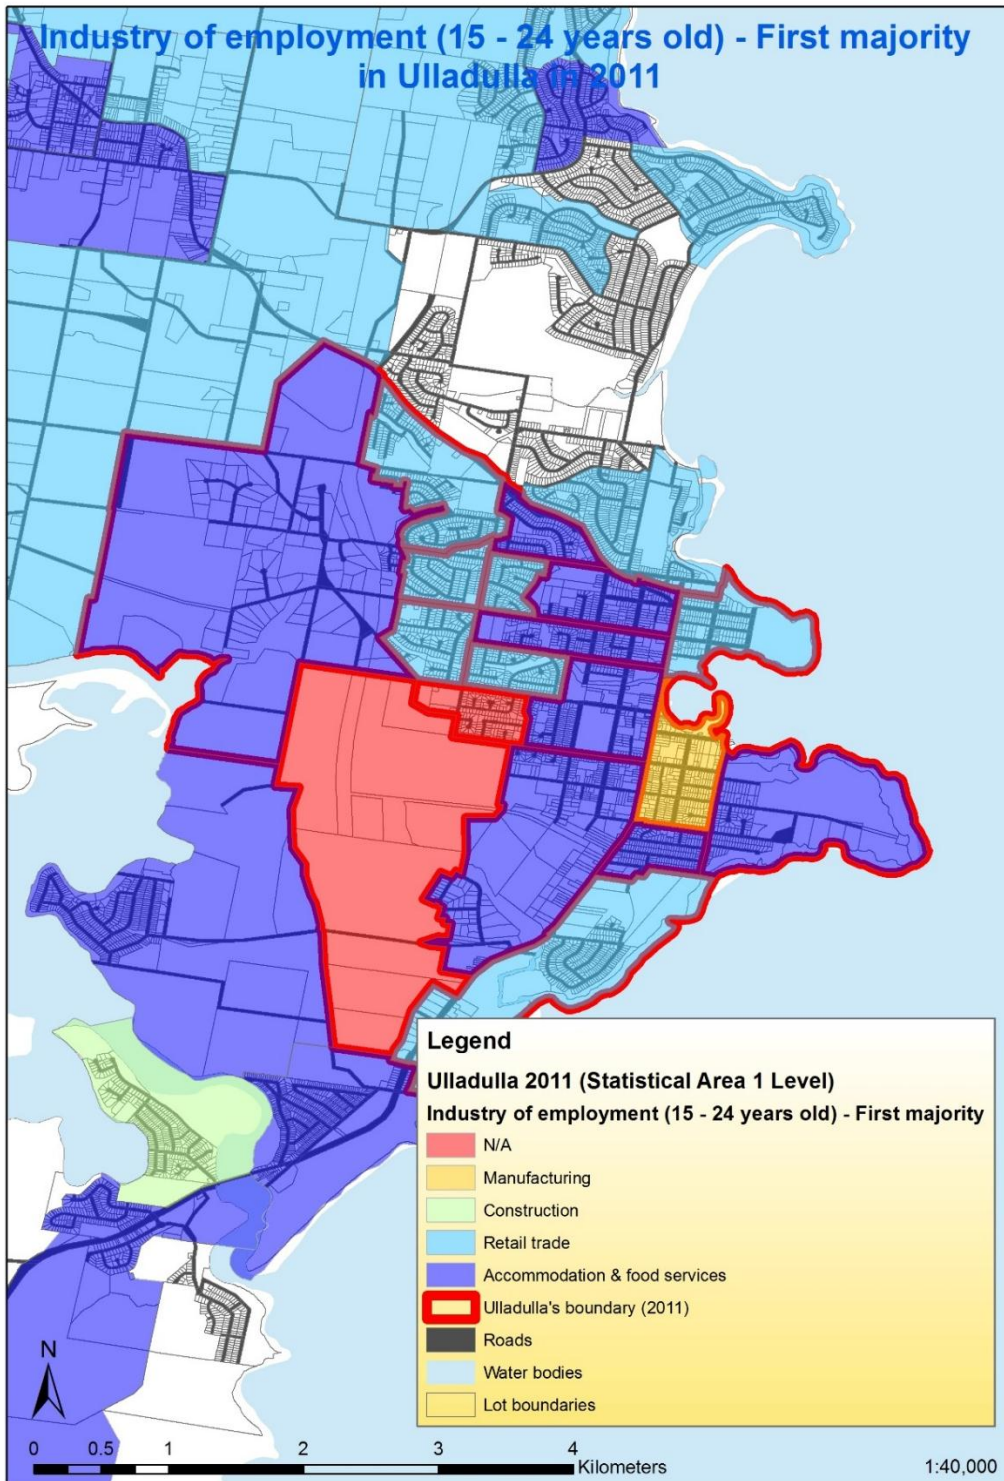 Industry of employment (15 - 24 years old) - First majority
in Ulladulla in 2011
Legend
Ulladulla 2011 (Statistical Area 1 Level)
Industry of employment (15 - 24 years old) - First majority
N/A
Manufacturing
Construction
Retail trade
Accommodation & food services
Ulladulla's boundary (2011)
Roads
Water bodies
Lot boundaries
N
0 0.5 1 2 3 4
Kilometers
1:40,000